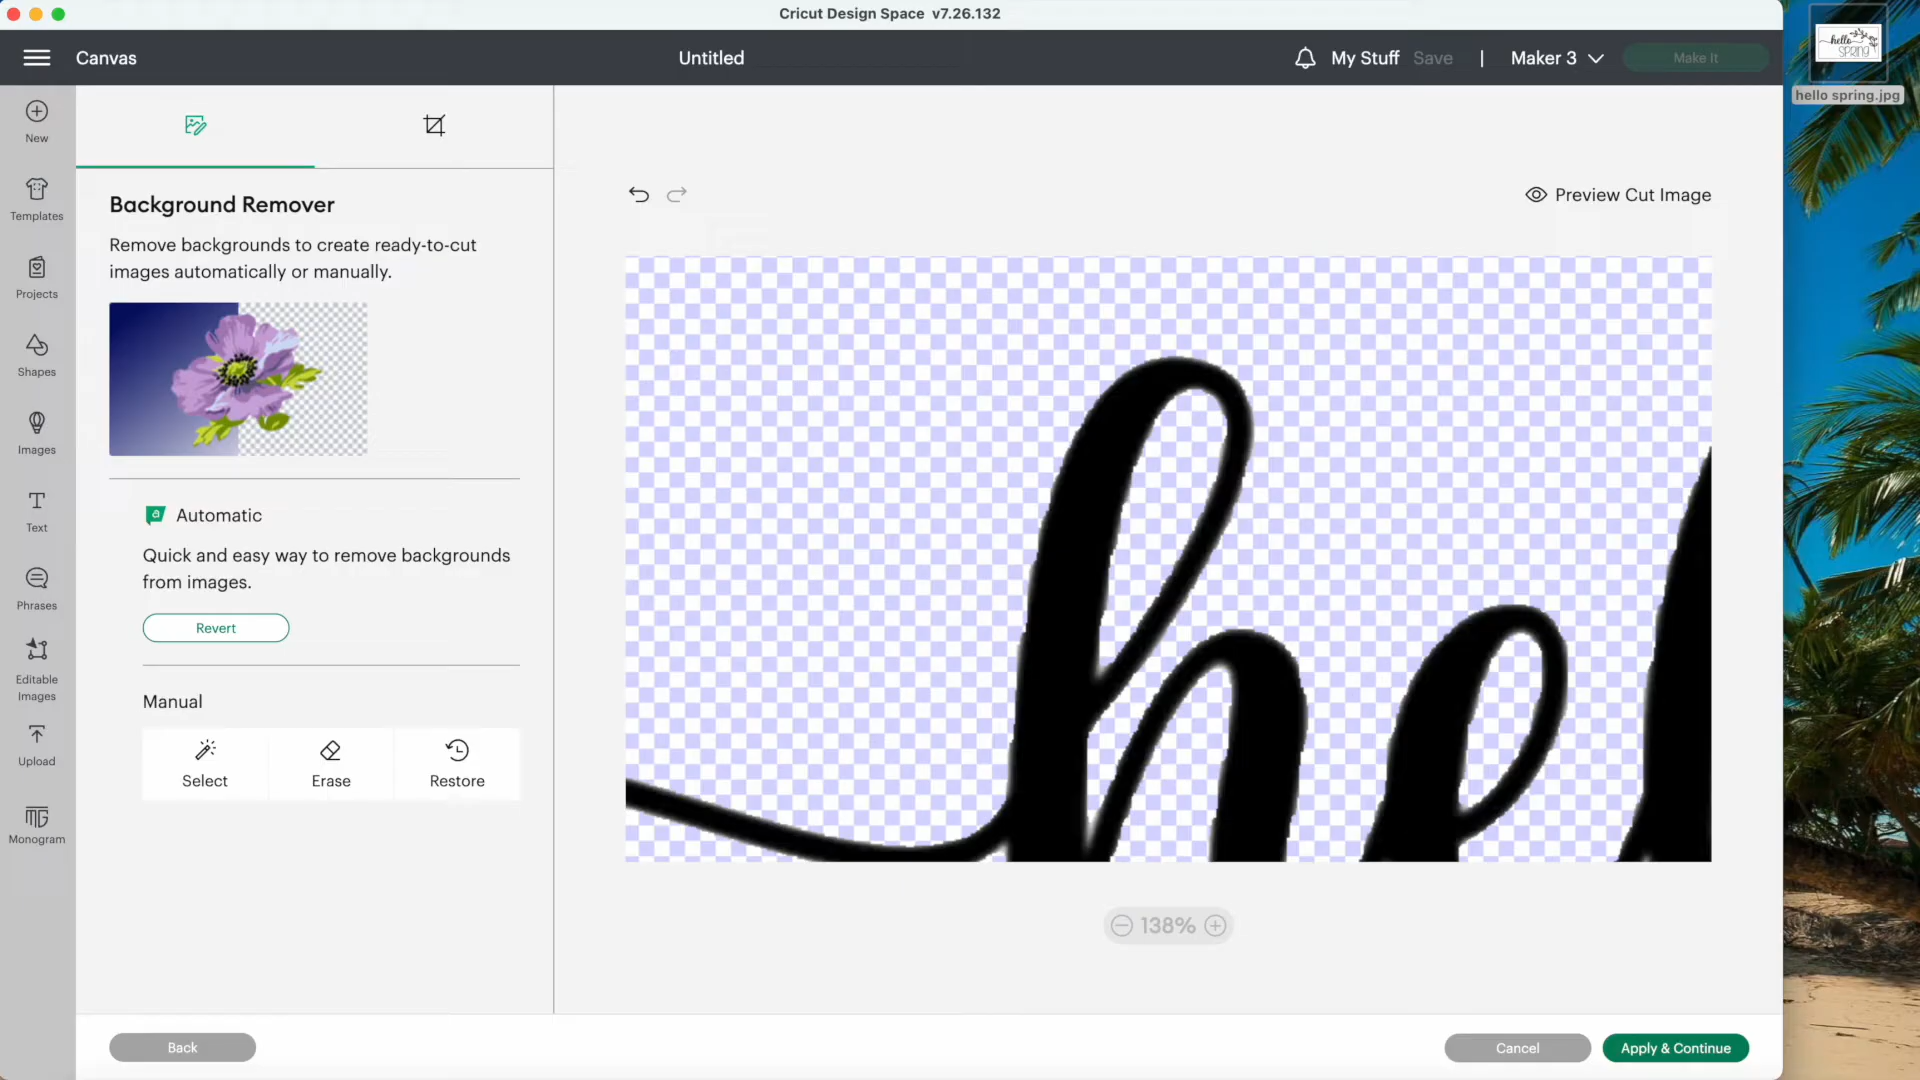 Cricut Design Space v7.26.132
Canvas
Untitled
My Stuff Save | Maker 3
Make It
hello
SPRING
hello spring.jpg
New
Templates
Projects
Shapes
Images
Text
Phrases
Editable
Images
Upload
Monogram
Background Remover
Remove backgrounds to create ready-to-cut
images automatically or manually.
a Automatic
Quick and easy way to remove backgrounds
from images.
Revert
Manual
Select
Erase
Restore
Preview Cut Image
he
138%
Back
Cancel
Apply & Continue